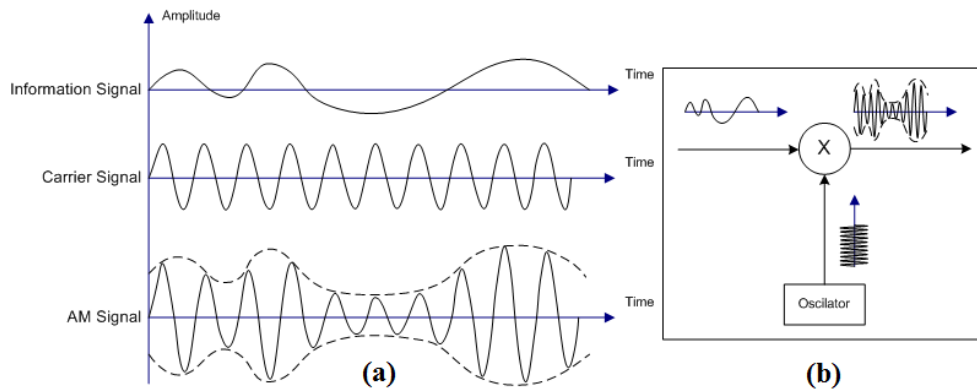 Amplitude
Information Signal
Time
Carrier Signal
Time
AM Signal
Time
(a)
X
Oscilator
(b)